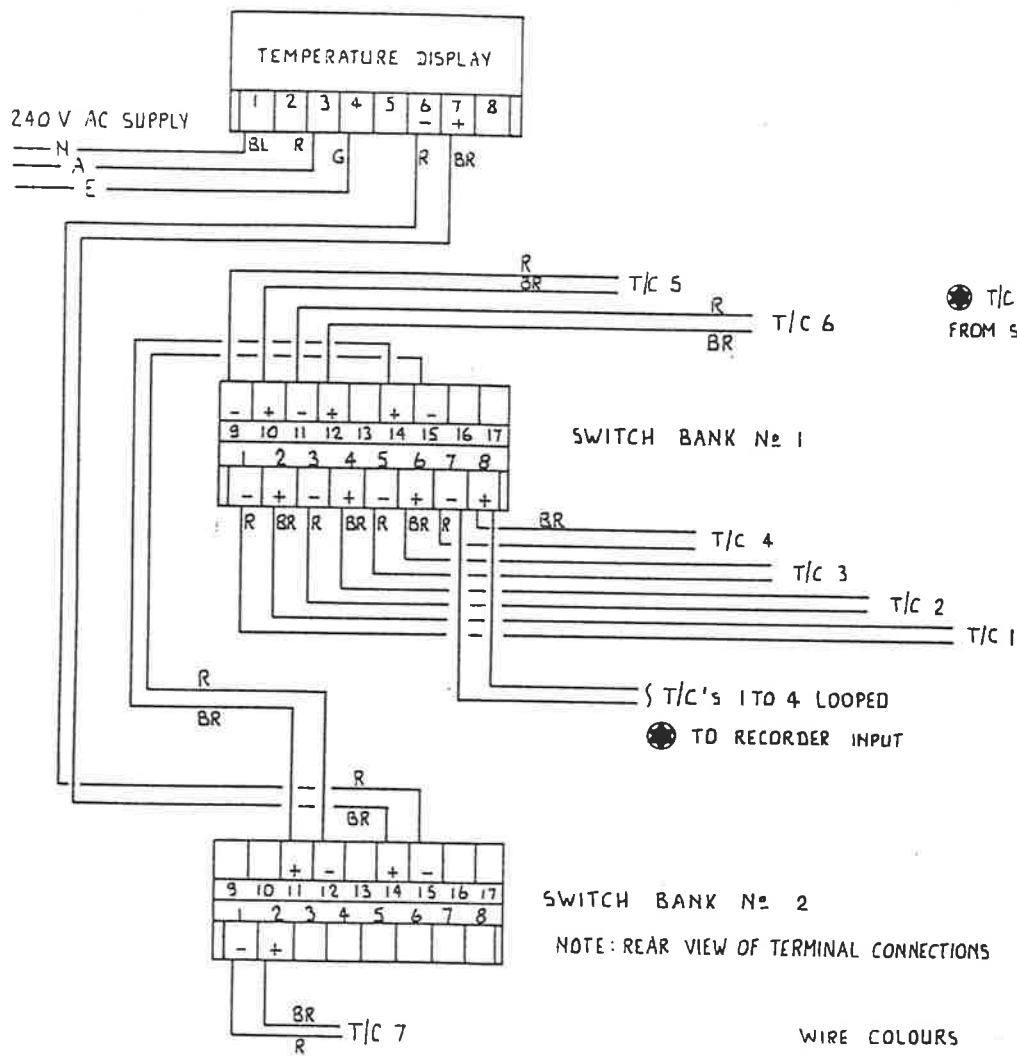 TEMPERATURE DISPLAY
1 2 3 4 5 6 7 8
- +
240 V AC SUPPLY
N
A
E
BL R G R BR
R
BR
T/C 5
R
BR
T/C 6
T/C
FROM S
- + - + + -
9 10 11 12 13 14 15 16 17
1 2 3 4 5 6 7 8
- + - + - + - +
SWITCH BANK Nº 1
R BR R BR R BR R BR
T/C 4
T/C 3
T/C 2
T/C 1
T/C's 1 TO 4 LOOPED
TO RECORDER INPUT
R
BR
R
BR
+ - + -
9 10 11 12 13 14 15 16 17
1 2 3 4 5 6 7 8
- +
SWITCH BANK Nº 2
NOTE: REAR VIEW OF TERMINAL CONNECTIONS
BR
R
T/C 7
WIRE COLOURS